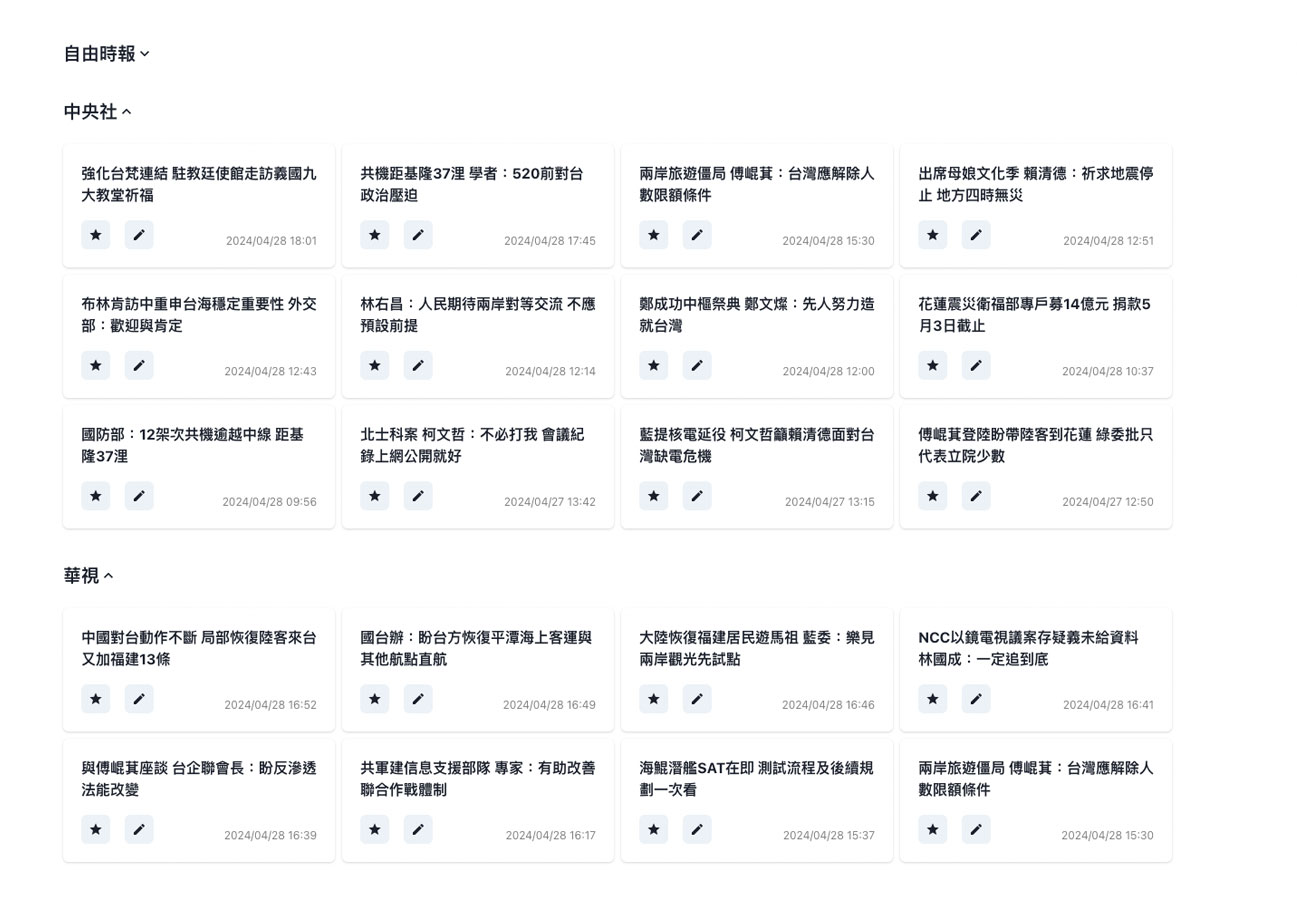 自由時報
中央社
強化台梵連結 駐教廷使館走訪義國九
大教堂祈福
2024/04/28 18:01
共機距基隆37浬 學者：520前對台
政治壓迫
2024/04/28 17:45
兩岸旅遊僵局 傅崐萁：台灣應解除人
數限額條件
2024/04/28 15:30
出席母娘文化季 賴清德：祈求地震停
止 地方四時無災
2024/04/28 12:51
布林肯訪中重申台海穩定重要性 外交
部：歡迎與肯定
2024/04/28 12:43
林右昌：人民期待兩岸對等交流 不應
預設前提
2024/04/28 12:14
鄭成功中樞祭典 鄭文燦：先人努力造
就台灣
2024/04/28 12:00
花蓮震災衛福部專戶募14億元 捐款5
月3日截止
2024/04/28 10:37
國防部：12架次共機逾越中線 距基
隆37浬
2024/04/28 09:56
北士科案 柯文哲：不必打我 會議紀
錄上網公開就好
2024/04/27 13:42
藍提核電延役 柯文哲籲賴清德面對台
灣缺電危機
2024/04/27 13:15
傅崐萁登陸盼帶陸客到花蓮 綠委批只
代表立院少數
2024/04/27 12:50
華視
中國對台動作不斷 局部恢復陸客來台
又加福建13條
2024/04/28 16:52
國台辦：盼台方恢復平潭海上客運與
其他航點直航
2024/04/28 16:49
大陸恢復福建居民遊馬祖 藍委：樂見
兩岸觀光先試點
2024/04/28 16:46
NCC以鏡電視議案存疑義未給資料
林國成：一定追到底
2024/04/28 16:41
與傅崐萁座談 台企聯會長：盼反滲透
法能改變
2024/04/28 16:39
共軍建信息支援部隊 專家：有助改善
聯合作戰體制
2024/04/28 16:17
海鯤潛艦SAT在即 測試流程及後續規
劃一次看
2024/04/28 15:37
兩岸旅遊僵局 傅崐萁：台灣應解除人
數限額條件
2024/04/28 15:30